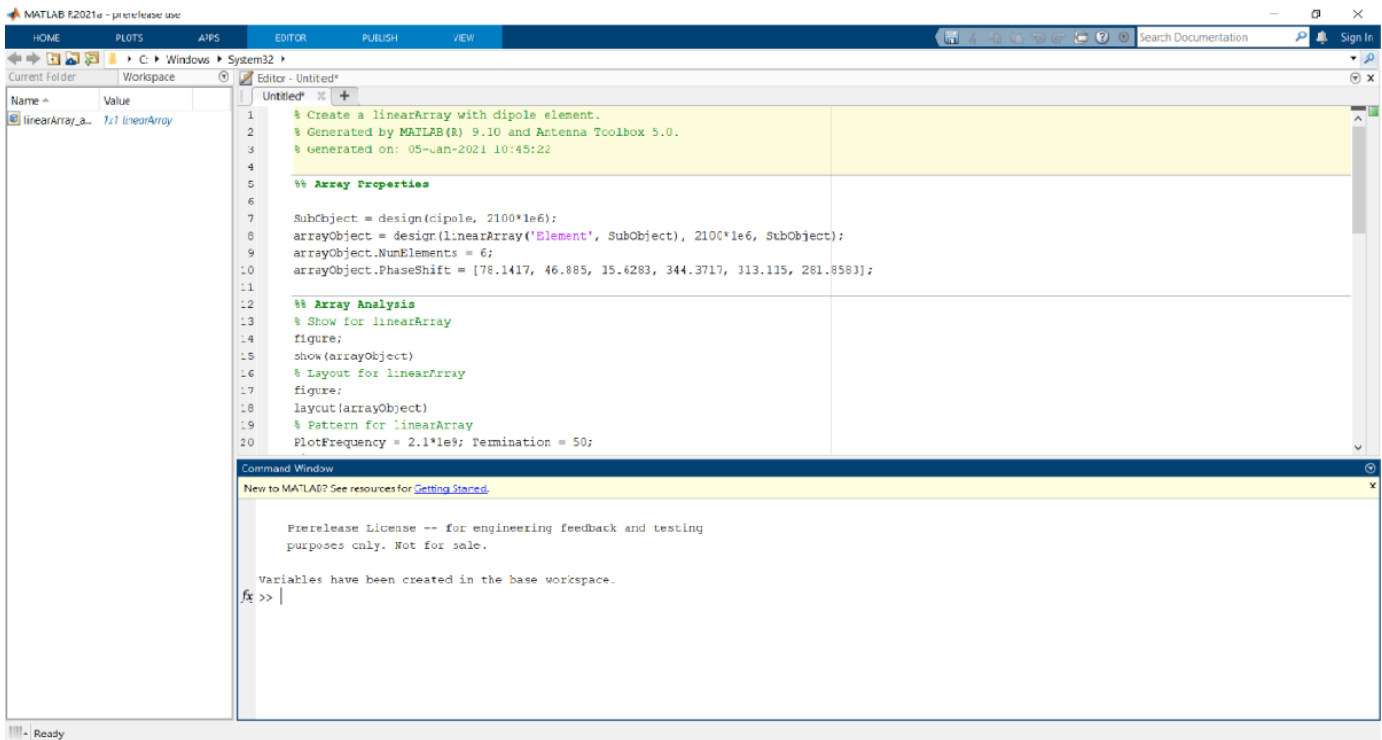 MATLAB R2021a - prerelease use
HOME PLOTS APPS EDITOR PUBLISH VIEW Search Documentation Sign In
C: Windows System32
Current Folder Workspace Editor - Untitled*
Name Value Untitled*
linearArray_a... 1x1 linearArray
1 % Create a linearArray with dipole element.
2 % Generated by MATLAB(R) 9.10 and Antenna Toolbox 5.0.
3 % Generated on: 05-Jan-2021 10:45:22
4
5 %% Array Properties
6
7 SubObject = design(dipole, 2100*1e6);
8 arrayObject = design(linearArray('Element', SubObject), 2100*1e6, SubObject);
9 arrayObject.NumElements = 6;
10 arrayObject.PhaseShift = [78.1417, 46.885, 15.6283, 344.3717, 313.115, 281.8583];
11
12 %% Array Analysis
13 % Show for linearArray
14 figure;
15 show(arrayObject)
16 % Layout for linearArray
17 figure;
18 layout(arrayObject)
19 % Pattern for linearArray
20 PlotFrequency = 2.1*1e9; Termination = 50;
Command Window
New to MATLAB? See resources for Getting Started.
Prerelease License -- for engineering feedback and testing
purposes only. Not for sale.
Variables have been created in the base workspace.
fx >>
Ready